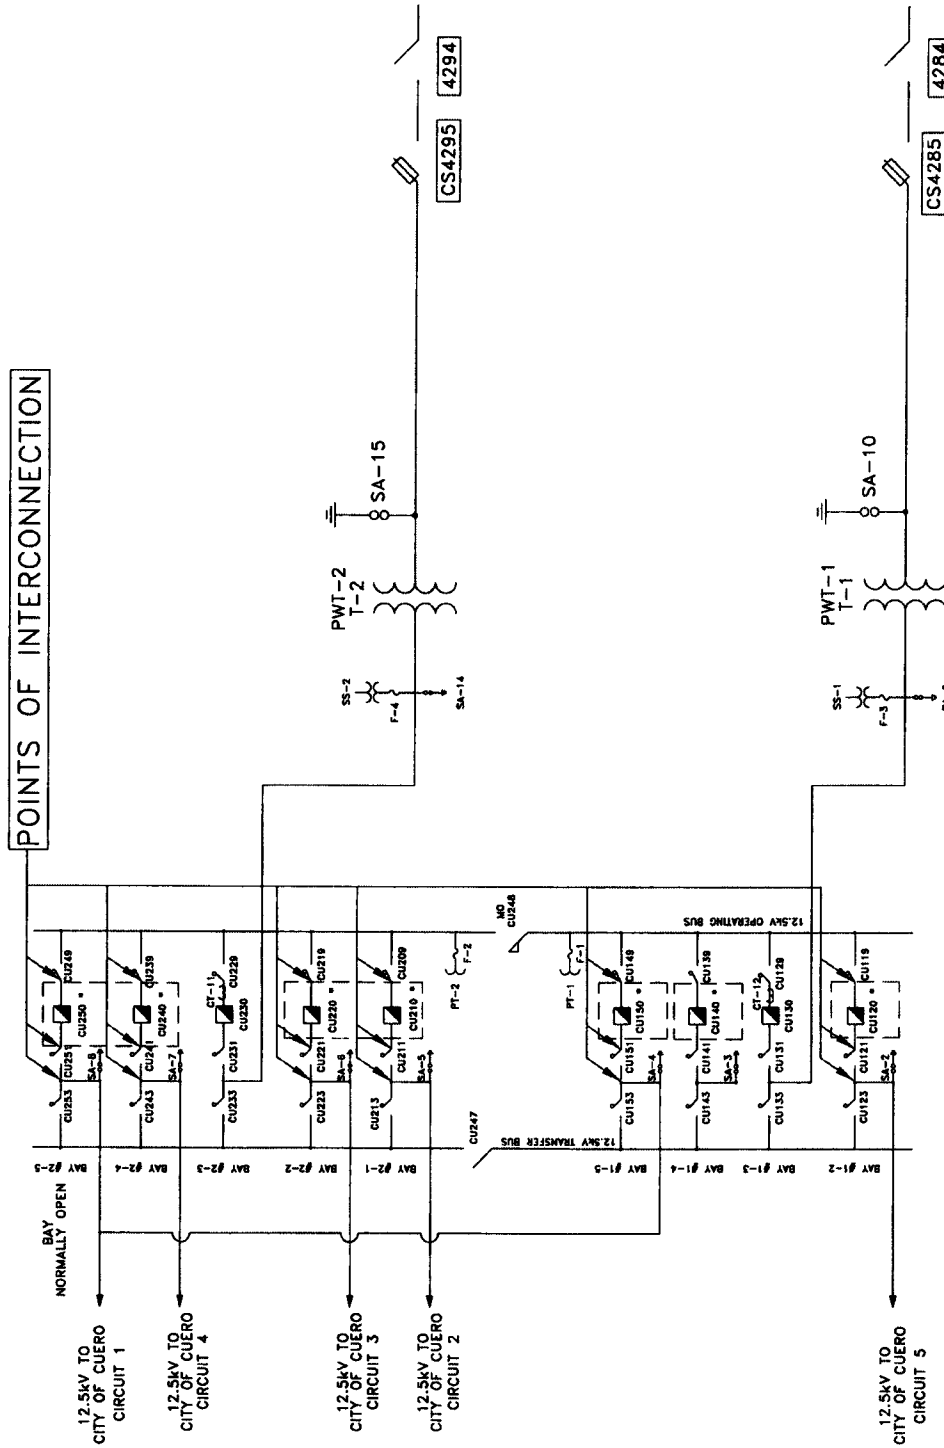 POINTS OF INTERCONNECTION
4294
CS4295
4284
CS4285
SA-15
SA-10
PWT-2
T-2
PWT-1
T-1
SS-2
F-4
SA-14
SS-1
F-3
MO
CU248
12.5kV OPERATING BUS
CU249
CU239
CU229
CU219
CU209
CU149
CU139
CU129
CU119
F-2
PT-2
F-1
PT-1
CU250 *
CU240 *
CT-11
CU230
CU220 *
CU210 *
CU150 *
CU140 *
CT-12
CU130
CU120 *
CU251
SA-8
CU241
SA-7
CU231
CU221
SA-6
CU211
SA-5
CU151
SA-4
CU141
SA-3
CU131
CU121
SA-2
CU253
CU243
CU233
CU223
CU213
CU153
CU143
CU133
CU123
CU247
12.5kV TRANSFER BUS
BAY #2-5
BAY #2-4
BAY #2-3
BAY #2-2
BAY #2-1
BAY #1-5
BAY #1-4
BAY #1-3
BAY #1-2
BAY
NORMALLY OPEN
12.5kV TO
CITY OF CUERO
CIRCUIT 1
12.5kV TO
CITY OF CUERO
CIRCUIT 4
12.5kV TO
CITY OF CUERO
CIRCUIT 3
12.5kV TO
CITY OF CUERO
CIRCUIT 2
12.5kV TO
CITY OF CUERO
CIRCUIT 5